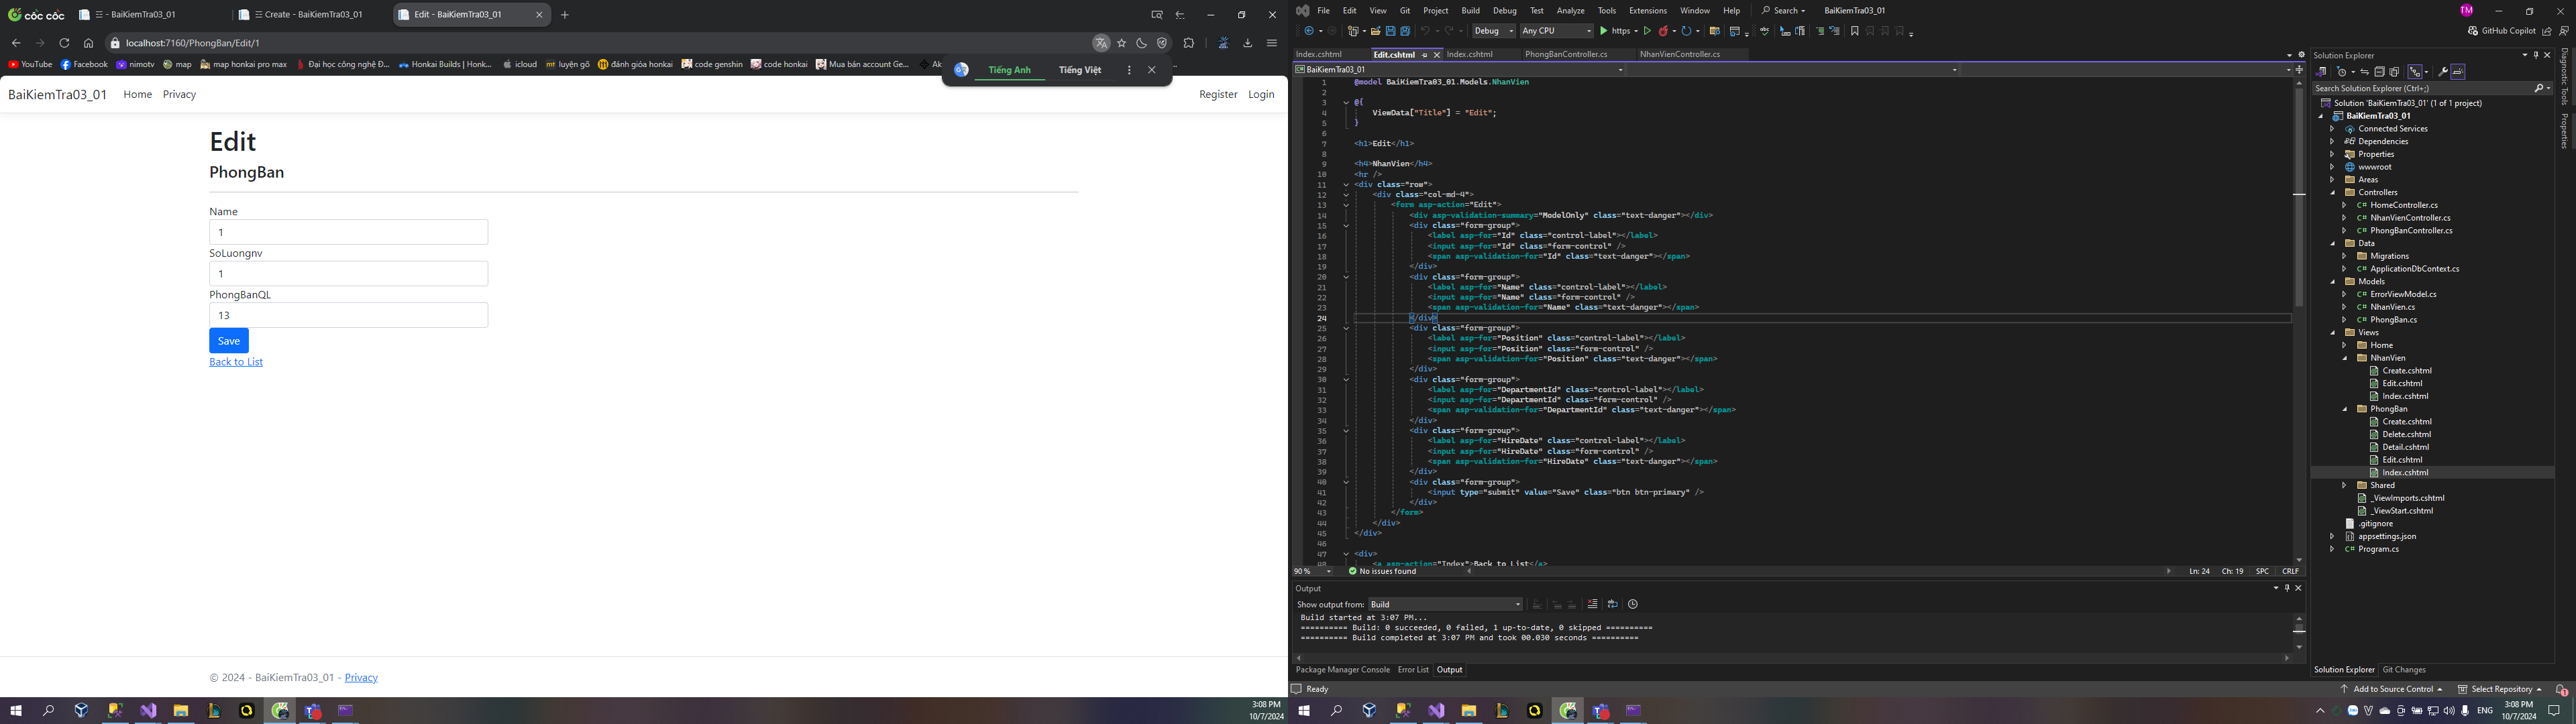 cốc cốc
Ξ - BaiKiemTra03_01
Ξ Create - BaiKiemTra03_01
Edit - BaiKiemTra03_01
localhost:7160/PhongBan/Edit/1
YouTube
Facebook
nimotv
map
map honkai pro max
Đại học công nghệ Đ...
Honkai Builds | Honk...
icloud
luyện gõ
đánh gióa honkai
code genshin
code honkai
Mua bán account Ge...
Tiếng Anh
Tiếng Việt
BaiKiemTra03_01
Home
Privacy
Register
Login
Edit
PhongBan
Name
1
SoLuongnv
1
PhongBanQL
13
Save
Back to List
© 2024 - BaiKiemTra03_01 - Privacy
3:08 PM
10/7/2024
File Edit View Git Project Build Debug Test Analyze Tools Extensions Window Help Search BaiKiemTra03_01
TM
Debug
Any CPU
https
GitHub Copilot
Index.cshtml
Edit.cshtml
Index.cshtml
PhongBanController.cs
NhanVienController.cs
BaiKiemTra03_01
1 @model BaiKiemTra03_01.Models.NhanVien
2
3 @{
4 ViewData["Title"] = "Edit";
5 }
6
7 <h1>Edit</h1>
8
9 <h4>NhanVien</h4>
10 <hr />
11 <div class="row">
12 <div class="col-md-4">
13 <form asp-action="Edit">
14 <div asp-validation-summary="ModelOnly" class="text-danger"></div>
15 <div class="form-group">
16 <label asp-for="Id" class="control-label"></label>
17 <input asp-for="Id" class="form-control" />
18 <span asp-validation-for="Id" class="text-danger"></span>
19 </div>
20 <div class="form-group">
21 <label asp-for="Name" class="control-label"></label>
22 <input asp-for="Name" class="form-control" />
23 <span asp-validation-for="Name" class="text-danger"></span>
24 </div>
25 <div class="form-group">
26 <label asp-for="Position" class="control-label"></label>
27 <input asp-for="Position" class="form-control" />
28 <span asp-validation-for="Position" class="text-danger"></span>
29 </div>
30 <div class="form-group">
31 <label asp-for="DepartmentId" class="control-label"></label>
32 <input asp-for="DepartmentId" class="form-control" />
33 <span asp-validation-for="DepartmentId" class="text-danger"></span>
34 </div>
35 <div class="form-group">
36 <label asp-for="HireDate" class="control-label"></label>
37 <input asp-for="HireDate" class="form-control" />
38 <span asp-validation-for="HireDate" class="text-danger"></span>
39 </div>
40 <div class="form-group">
41 <input type="submit" value="Save" class="btn btn-primary" />
42 </div>
43 </form>
44 </div>
45 </div>
46
47 <div>
48 <a asp-action="Index">Back to List</a>
90 %
No issues found
Ln: 24
Ch: 19
SPC
CRLF
Output
Show output from: Build
Build started at 3:07 PM...
========== Build: 0 succeeded, 0 failed, 1 up-to-date, 0 skipped ==========
========== Build completed at 3:07 PM and took 00.030 seconds ==========
Package Manager Console
Error List
Output
Ready
Solution Explorer
Search Solution Explorer (Ctrl+;)
Solution 'BaiKiemTra03_01' (1 of 1 project)
BaiKiemTra03_01
Connected Services
Dependencies
Properties
wwwroot
Areas
Controllers
C# HomeController.cs
C# NhanVienController.cs
C# PhongBanController.cs
Data
Migrations
C# ApplicationDbContext.cs
Models
C# ErrorViewModel.cs
C# NhanVien.cs
C# PhongBan.cs
Views
Home
NhanVien
Create.cshtml
Edit.cshtml
Index.cshtml
PhongBan
Create.cshtml
Delete.cshtml
Detail.cshtml
Edit.cshtml
Index.cshtml
Shared
_ViewImports.cshtml
_ViewStart.cshtml
.gitignore
appsettings.json
C# Program.cs
Solution Explorer
Git Changes
Diagnostic Tools
Properties
Add to Source Control
Select Repository
1
ENG
3:08 PM
10/7/2024